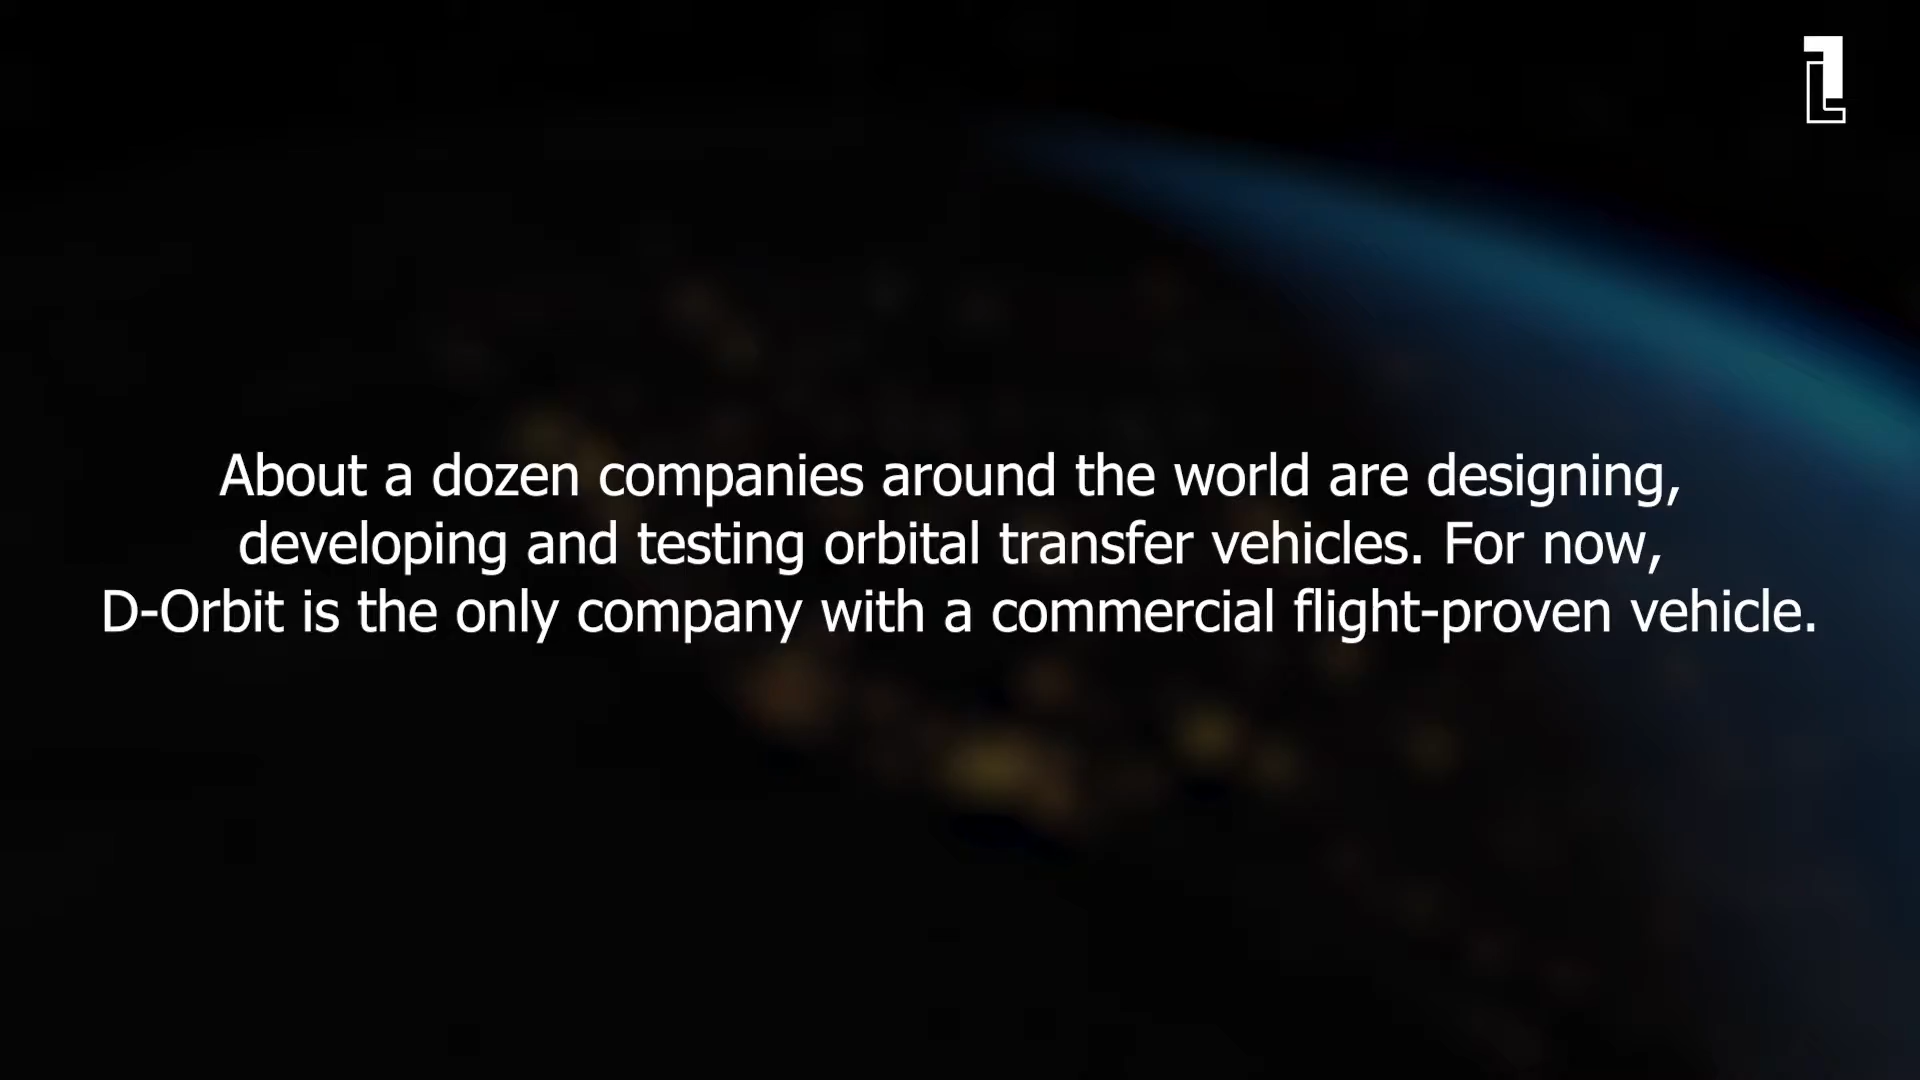 About a dozen companies around the world are designing,
developing and testing orbital transfer vehicles. For now,
D-Orbit is the only company with a commercial flight-proven vehicle.